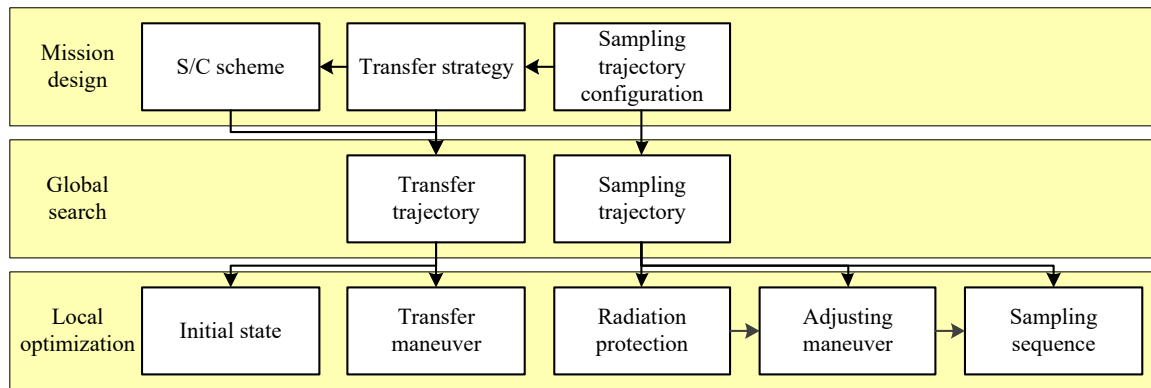 Mission
design
S/C scheme
Transfer strategy
Sampling
trajectory
configuration
Global
search
Transfer
trajectory
Sampling
trajectory
Local
optimization
Initial state
Transfer
maneuver
Radiation
protection
Adjusting
maneuver
Sampling
sequence